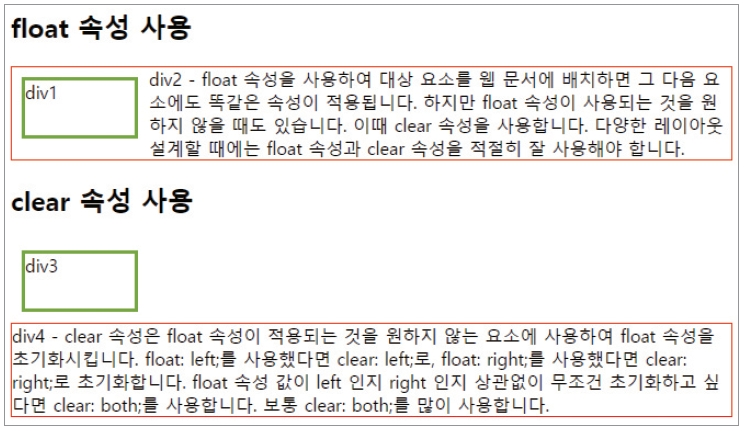 float 속성 사용
div1
div2 - float 속성을 사용하여 대상 요소를 웹 문서에 배치하면 그 다음 요
소에도 똑같은 속성이 적용됩니다. 하지만 float 속성이 사용되는 것을 원
하지 않을 때도 있습니다. 이때 clear 속성을 사용합니다. 다양한 레이아웃
설계할 때에는 float 속성과 clear 속성을 적절히 잘 사용해야 합니다.
clear 속성 사용
div3
div4 - clear 속성은 float 속성이 적용되는 것을 원하지 않는 요소에 사용하여 float 속성을
초기화시킵니다. float: left;를 사용했다면 clear: left;로, float: right;를 사용했다면 clear:
right;로 초기화합니다. float 속성 값이 left 인지 right 인지 상관없이 무조건 초기화하고 싶
다면 clear: both;를 사용합니다. 보통 clear: both;를 많이 사용합니다.